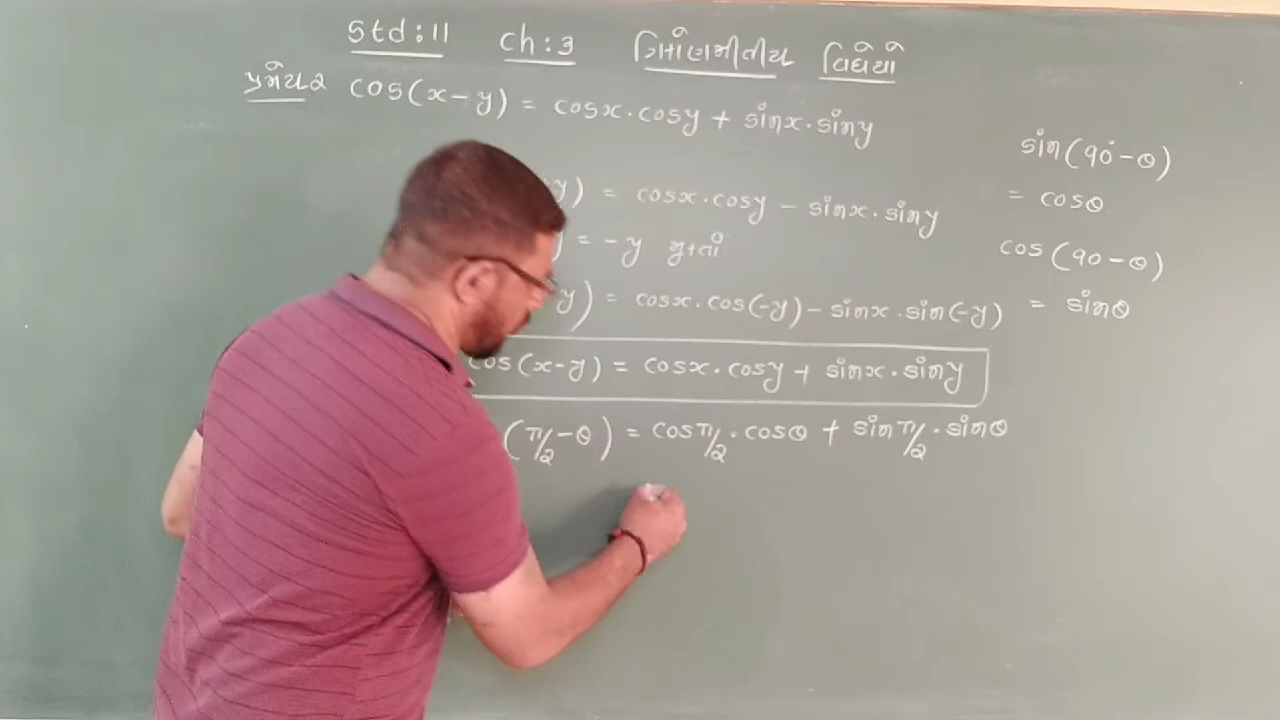 Std:11 ch:3 ત્રિકોણમીતીય વિધેયો
પ્રમેય2 cos(x-y) = cosx.cosy + sinx.siny
y) = cosx.cosy - sinx.siny
y = -y મુકતાં
y) = cosx.cos(-y) - sinx.sin(-y)
cos(x-y) = cosx.cosy + sinx.siny
(π/2-θ) = cosπ/2.cosθ + sinπ/2.sinθ
sin(90°-θ)
= cosθ
cos(90-θ)
= sinθ